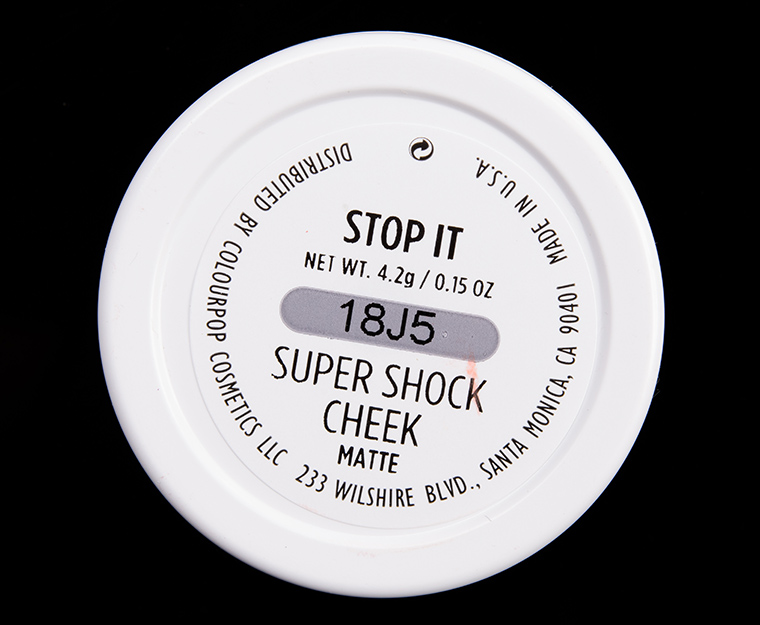 STOP IT
NET WT. 4.2g / 0.15 OZ
18J5
SUPER SHOCK
CHEEK
MATTE
DISTRIBUTED BY COLOURPOP COSMETICS LLC 233 WILSHIRE BLVD., SANTA MONICA, CA 90401 MADE IN U.S.A.